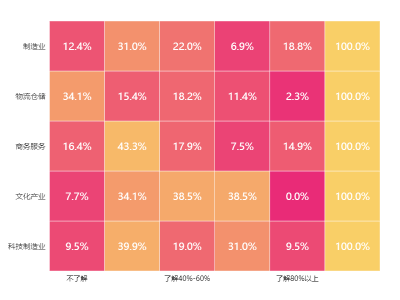 制造业 12.4% 31.0% 22.0% 6.9% 18.8% 100.0%
物流仓储 34.1% 15.4% 18.2% 11.4% 2.3% 100.0%
商务服务 16.4% 43.3% 17.9% 7.5% 14.9% 100.0%
文化产业 7.7% 34.1% 38.5% 38.5% 0.0% 100.0%
科技制造业 9.5% 39.9% 19.0% 31.0% 9.5% 100.0%
不了解 了解40%-60% 了解80%以上